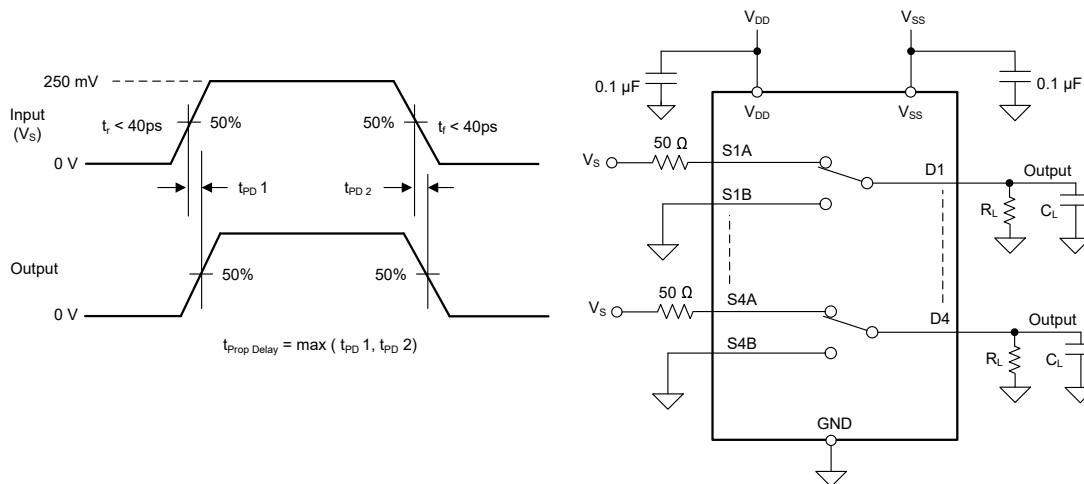 250 mV
Input
(VS)
tr < 40ps
50%
50%
tf < 40ps
0 V
tPD 1
tPD 2
Output
50%
50%
0 V
tProp Delay = max ( tPD 1, tPD 2)
VDD
VSS
0.1 µF
0.1 µF
VDD
VSS
50 Ω
VS
S1A
D1
Output
S1B
RL
CL
50 Ω
VS
S4A
D4
Output
S4B
RL
CL
GND